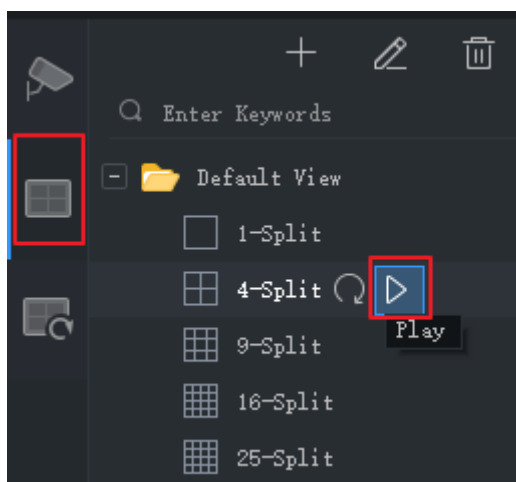 Enter Keywords
Default View
1-Split
4-Split
Play
9-Split
16-Split
25-Split